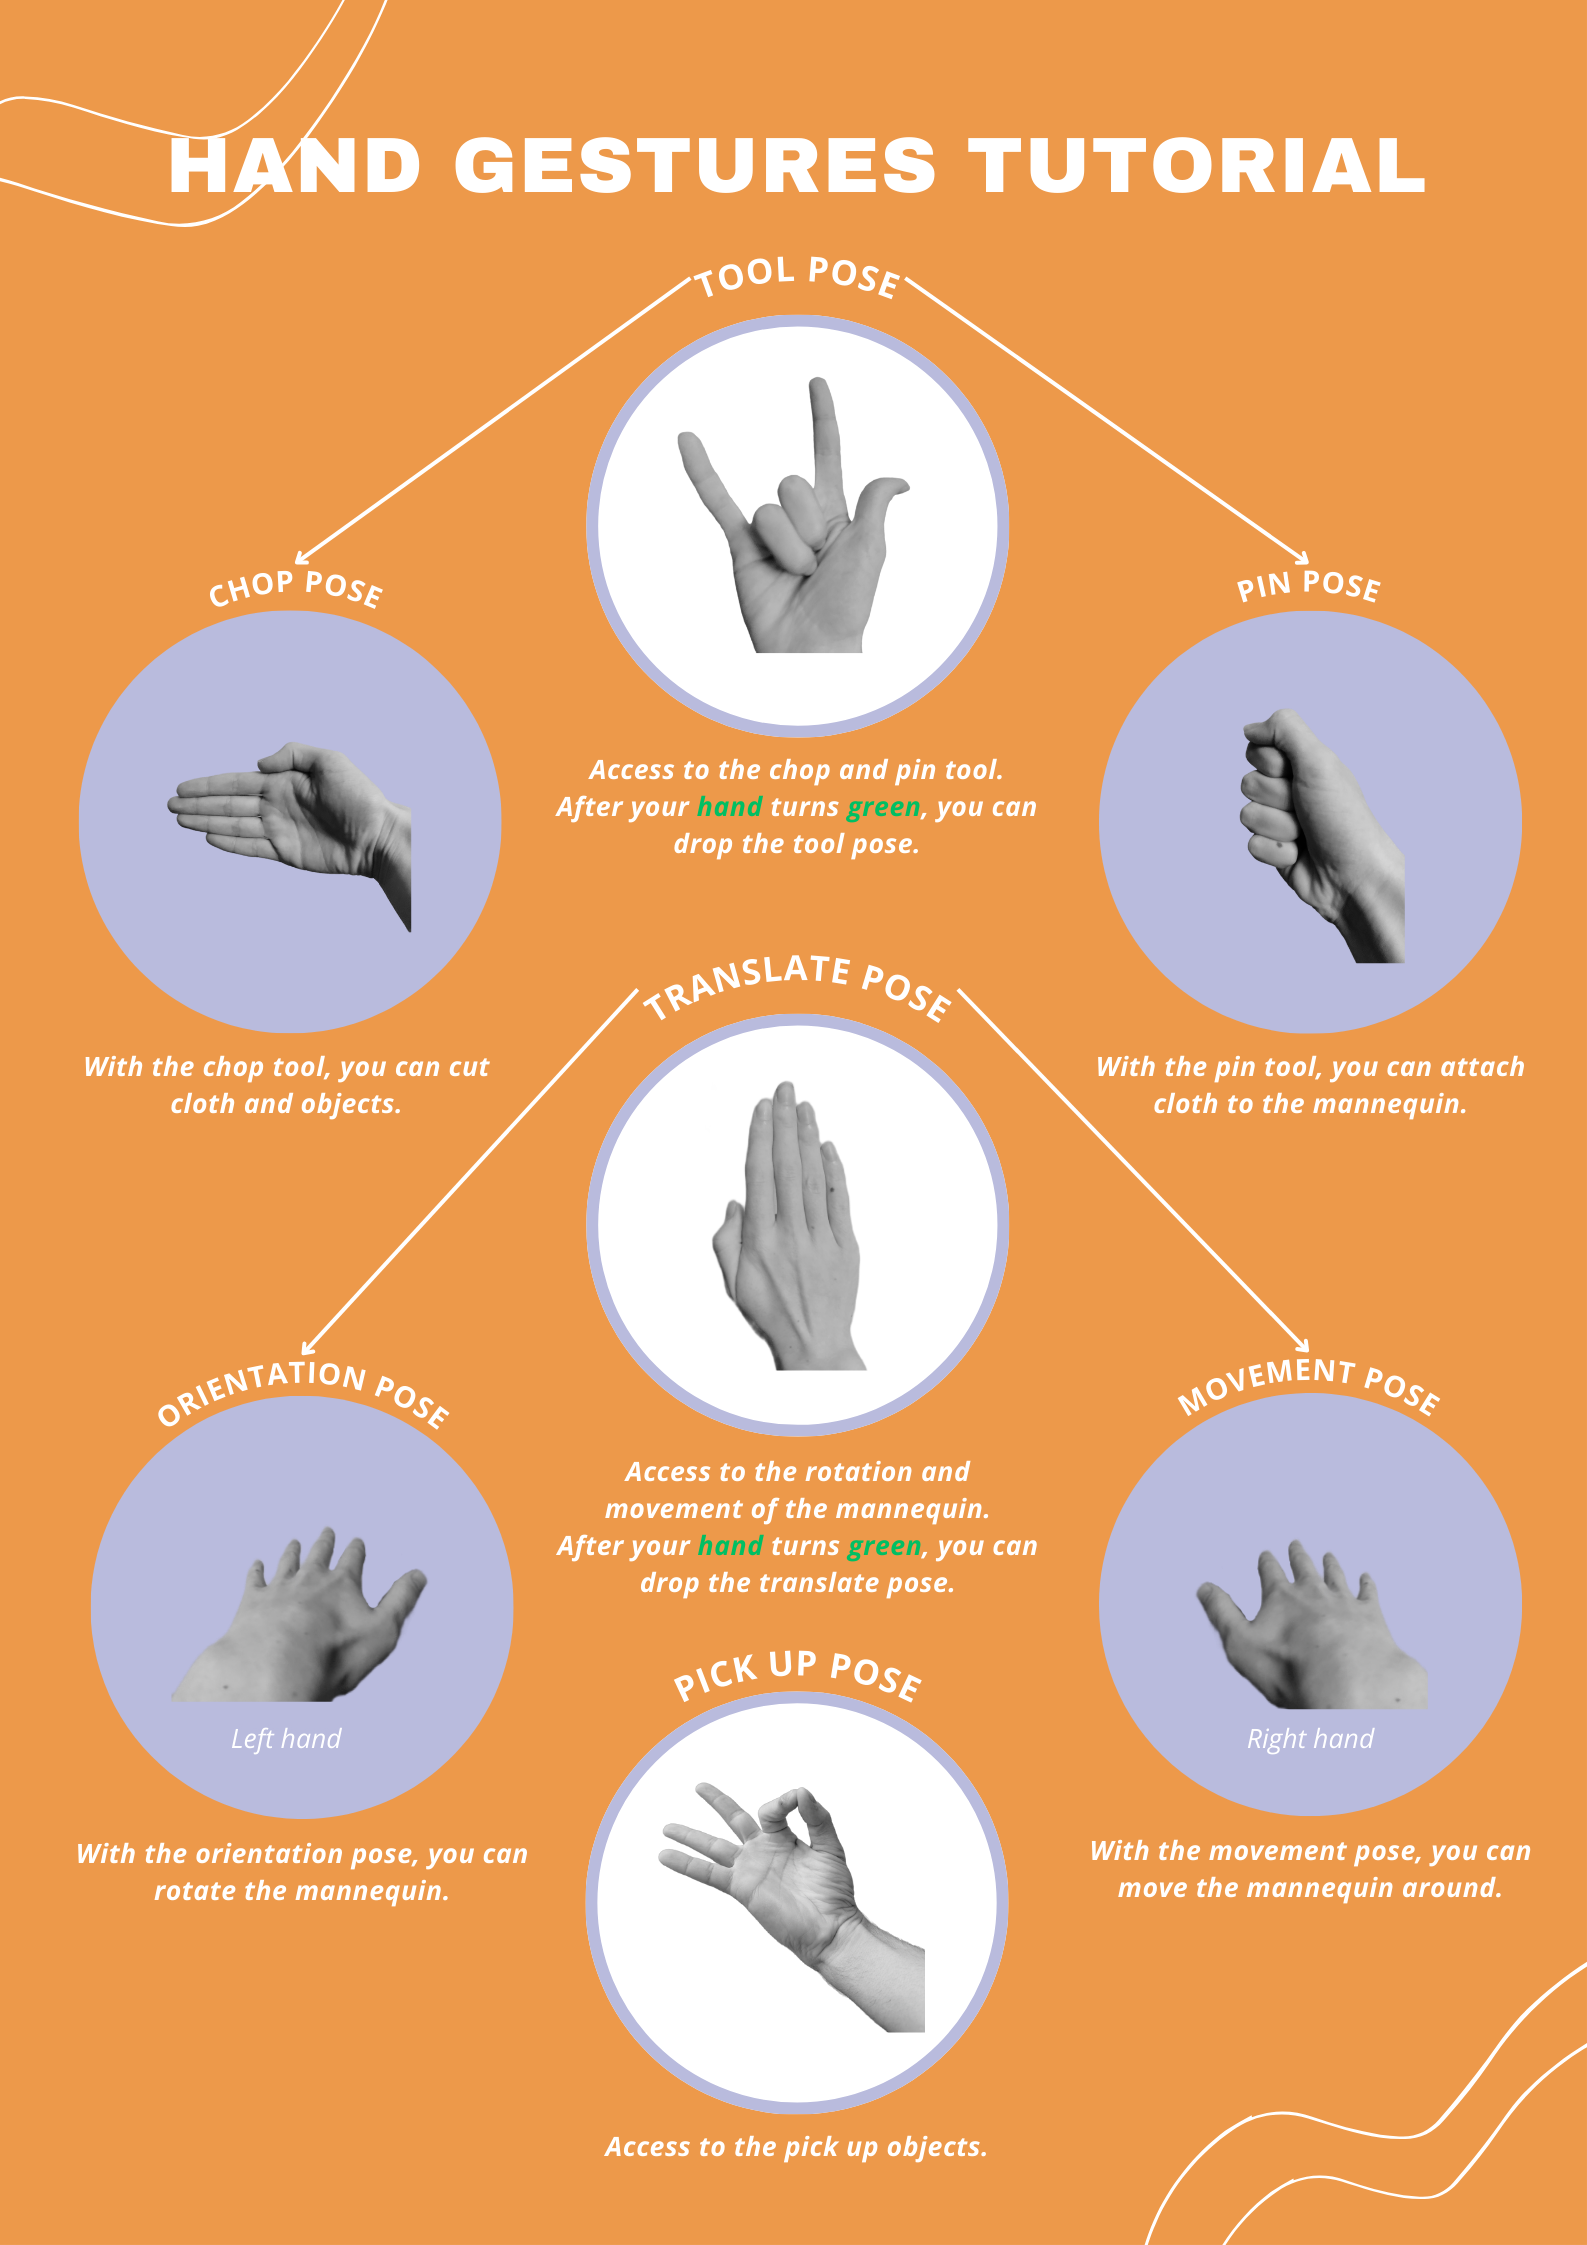 HAND GESTURES TUTORIAL
TOOL POSE
Access to the chop and pin tool.
After your hand turns green, you can
drop the tool pose.
CHOP POSE
With the chop tool, you can cut
cloth and objects.
PIN POSE
With the pin tool, you can attach
cloth to the mannequin.
TRANSLATE POSE
Access to the rotation and
movement of the mannequin.
After your hand turns green, you can
drop the translate pose.
ORIENTATION POSE
Left hand
With the orientation pose, you can
rotate the mannequin.
MOVEMENT POSE
Right hand
With the movement pose, you can
move the mannequin around.
PICK UP POSE
Access to the pick up objects.